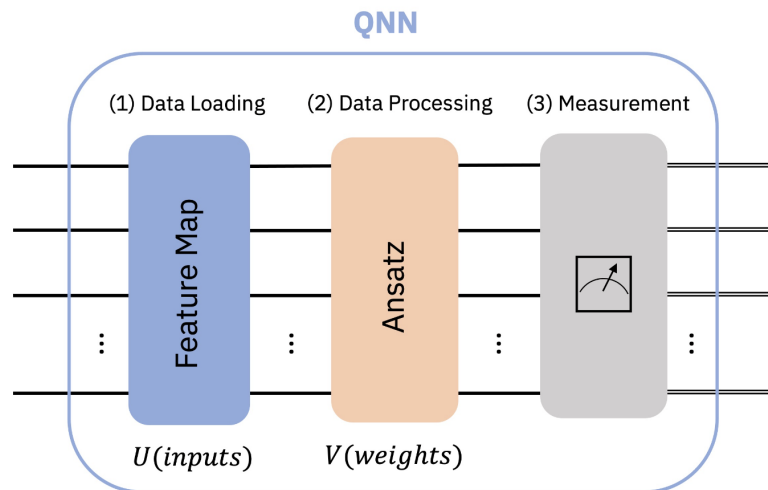 QNN
(1) Data Loading
(2) Data Processing
(3) Measurement
Feature Map
Ansatz
U(inputs)
V(weights)